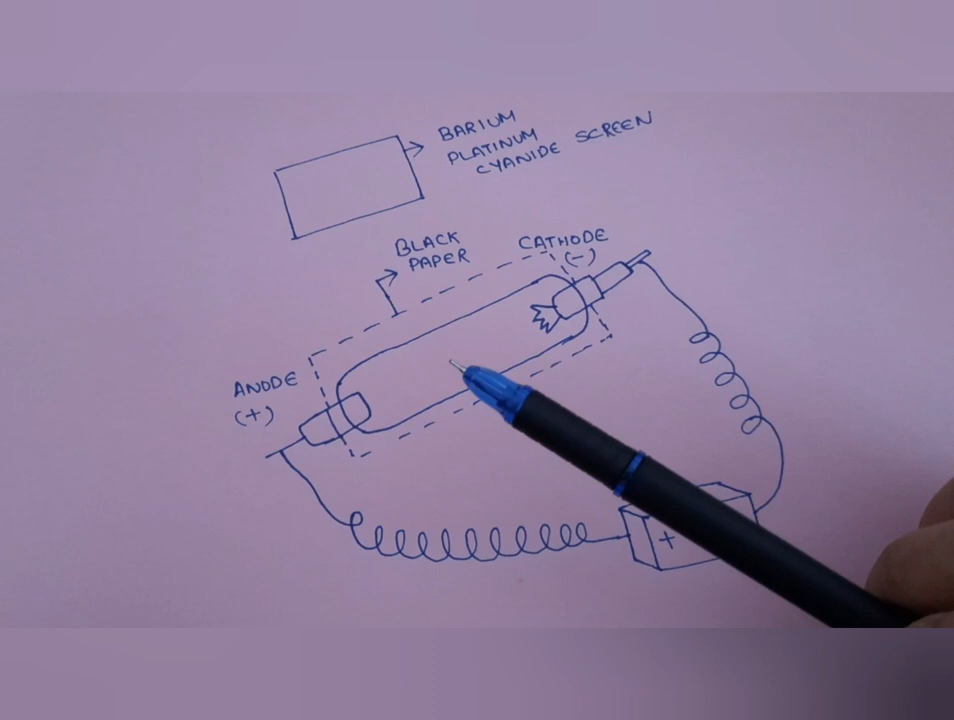 BARIUM
PLATINUM
CYANIDE SCREEN
BLACK
PAPER
CATHODE
(-)
ANODE
(+)
+